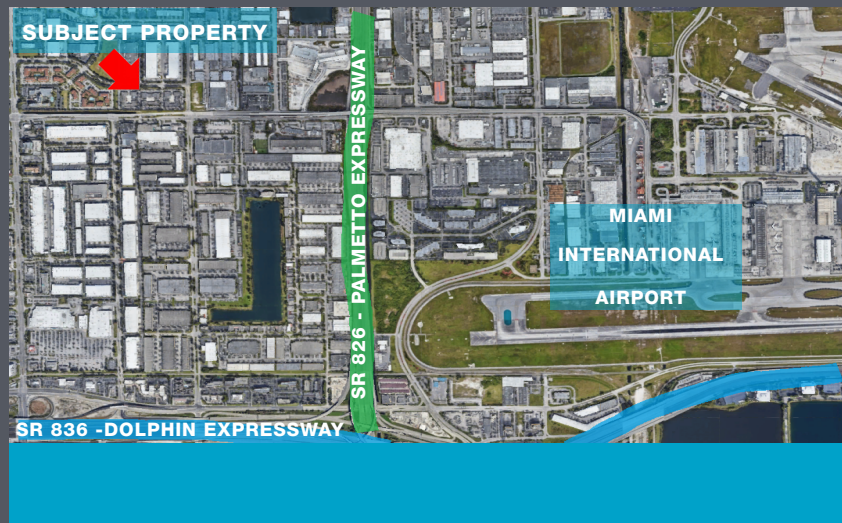 SUBJECT PROPERTY
SR 826 - PALMETTO EXPRESSWAY
MIAMI
INTERNATIONAL
AIRPORT
SR 836 -DOLPHIN EXPRESSWAY